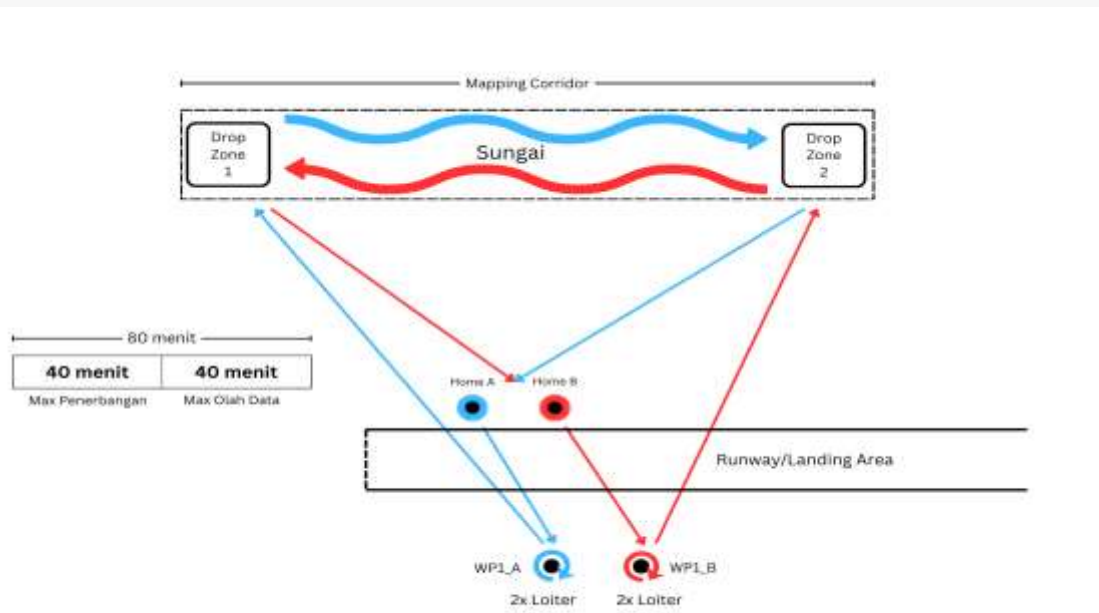 Mapping Corridor
Drop
Zone
1
Sungai
Drop
Zone
2
80 menit
40 menit
40 menit
Max Penerbangan
Max Olah Data
Home A
Home B
Runway/Landing Area
WP1_A
WP1_B
2x Loiter
2x Loiter